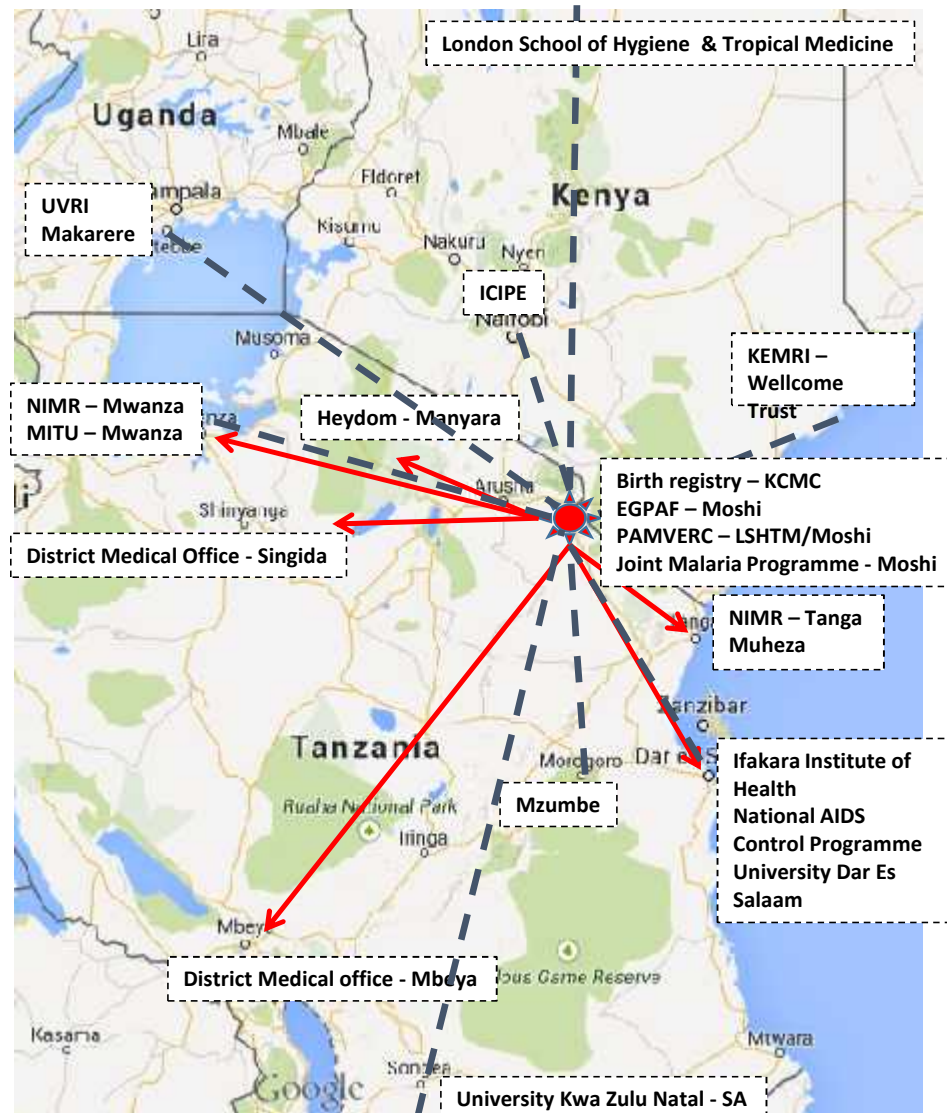 Lira
London School of Hygiene & Tropical Medicine
Uganda
Mbale
Eldoret
Kenya
UVRI
Makarere
Kisumu
Nakuru
ICIPE
Nairobi
Musoma
KEMRI –
Wellcome
Trust
NIMR – Mwanza
MITU – Mwanza
Heydom - Manyara
Arusha
Shinyanga
Birth registry – KCMC
EGPAF – Moshi
PAMVERC – LSHTM/Moshi
Joint Malaria Programme - Moshi
District Medical Office - Singida
NIMR – Tanga
Muheza
Zanzibar
Tanzania
Morogoro
Dar es S
Ifakara Institute of
Health
National AIDS
Control Programme
University Dar Es
Salaam
Mzumbe
Ruaha National Park
Iringa
Mbeya
District Medical office - Mbeya
ous Game Reserve
Kasama
Mtwara
Songea
Google
University Kwa Zulu Natal - SA